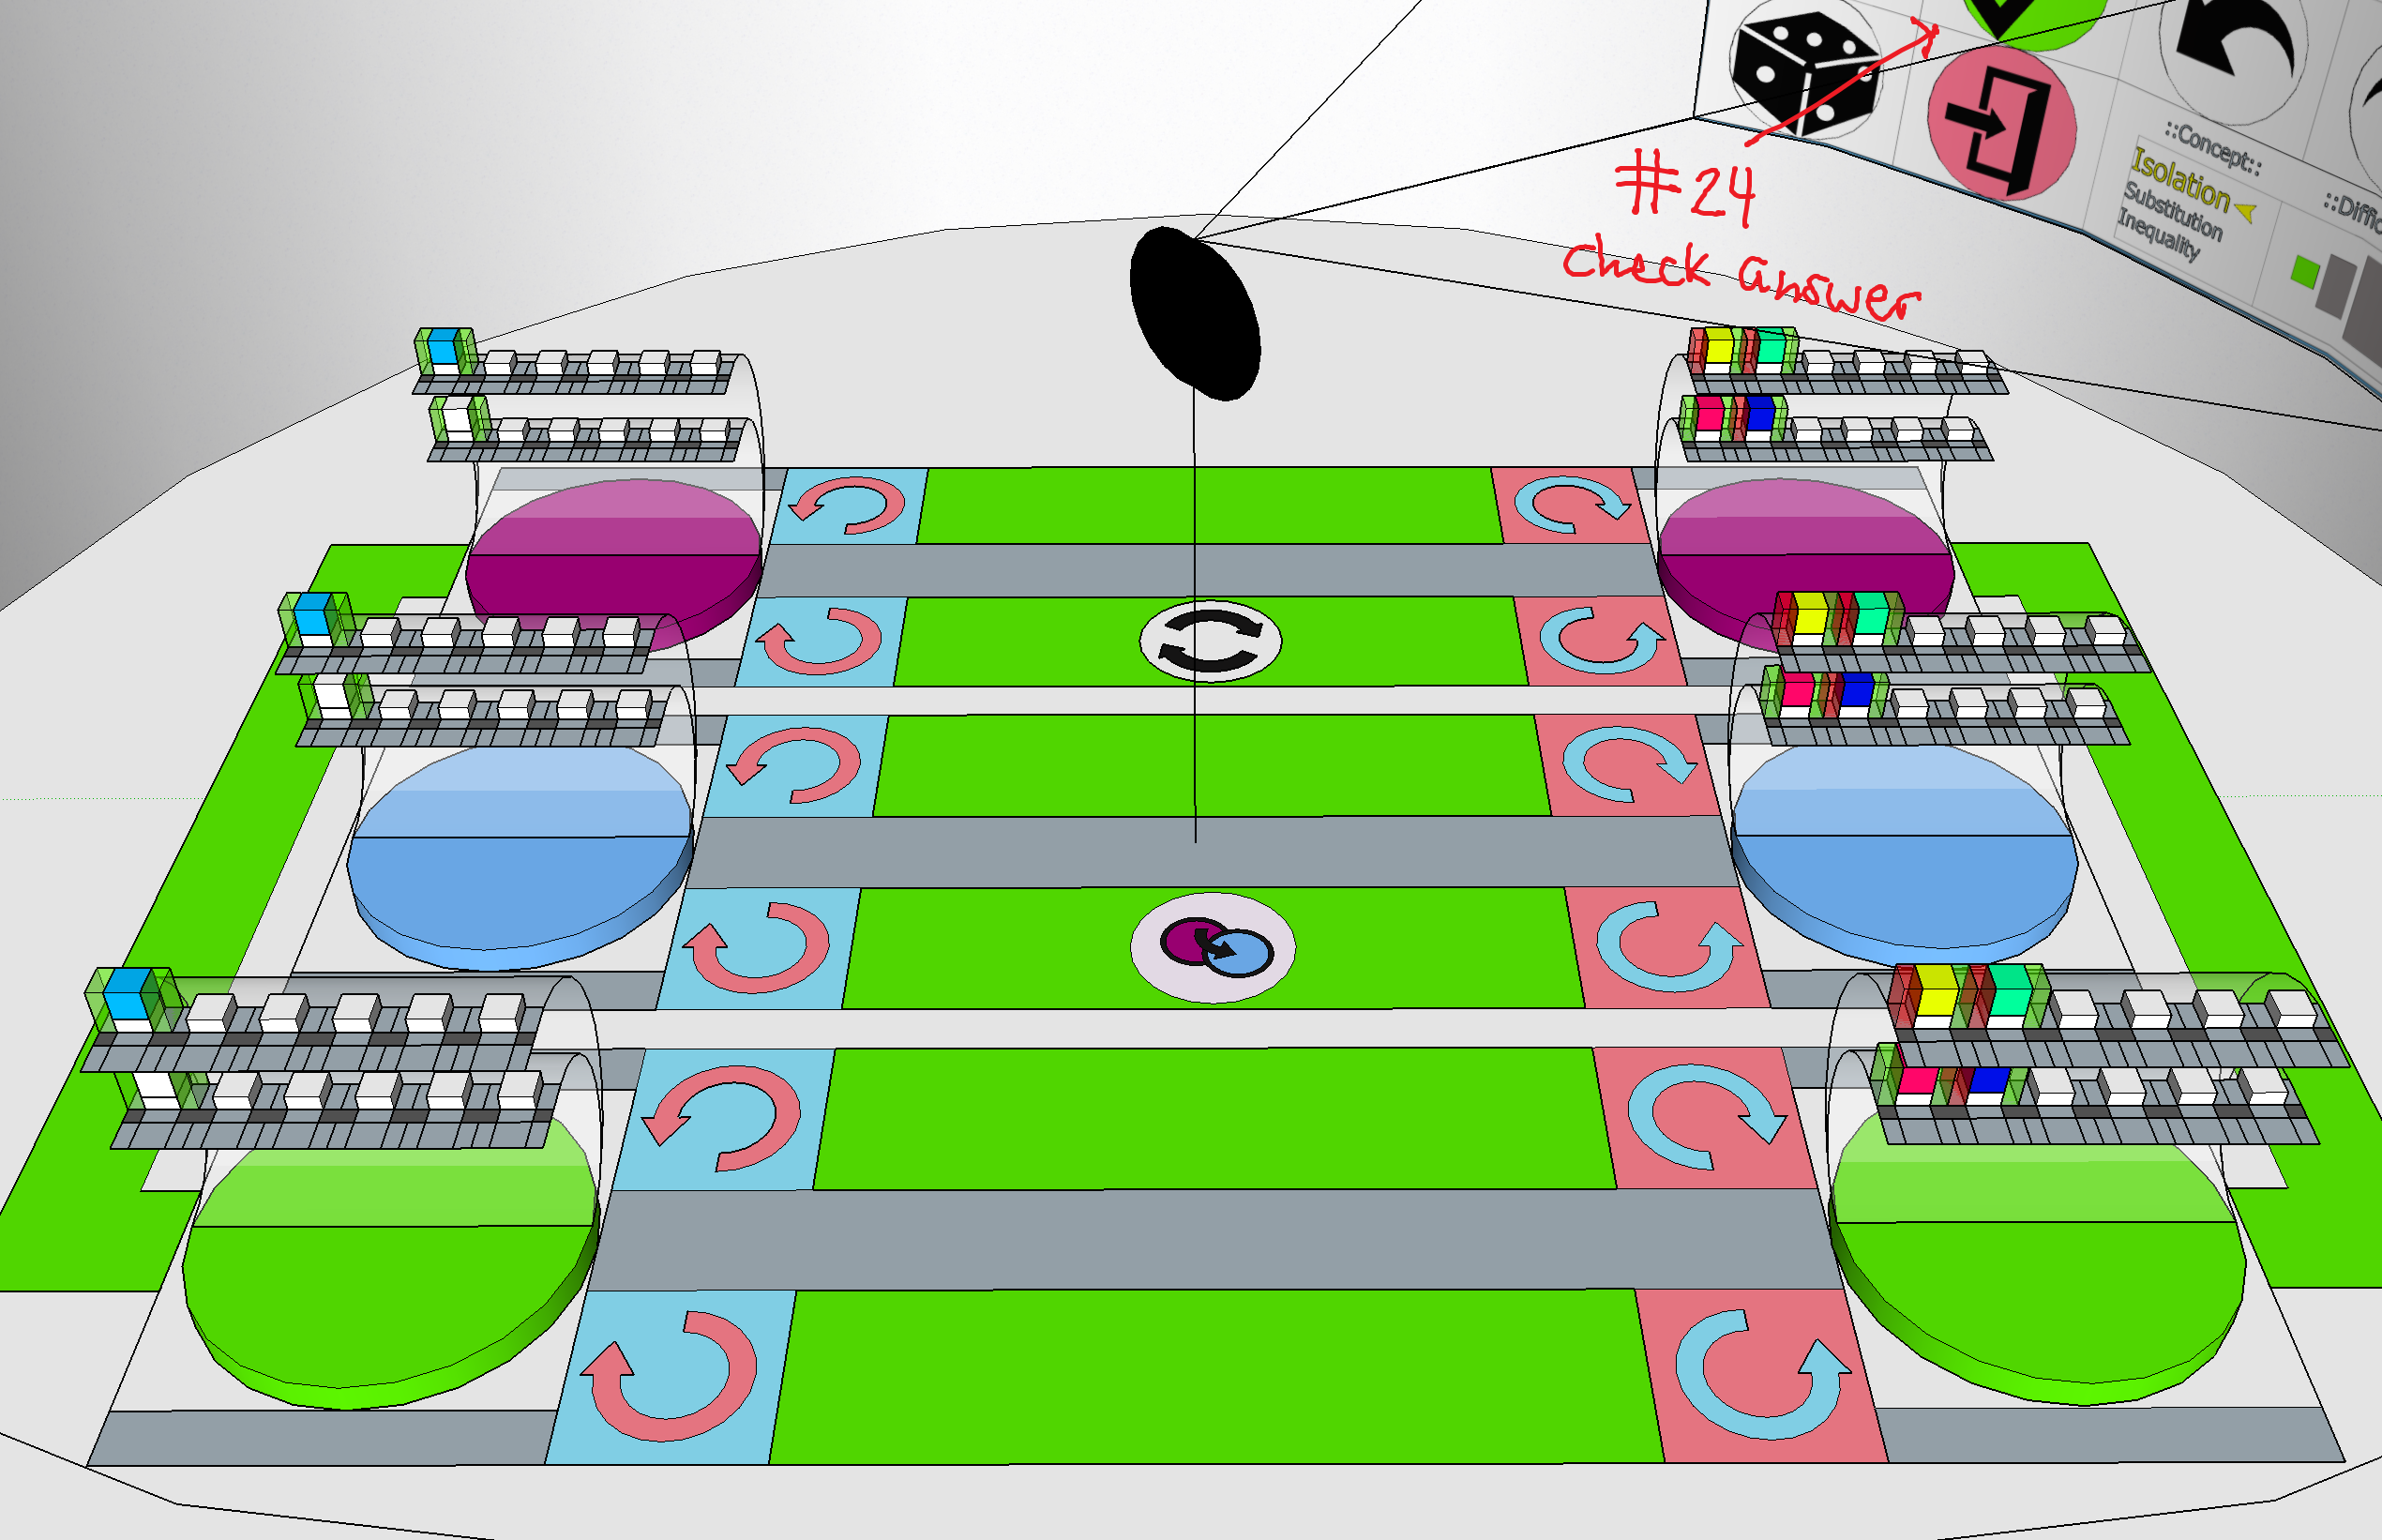 #24
check answer
::Concept::
Isolation
Substitution
Inequality